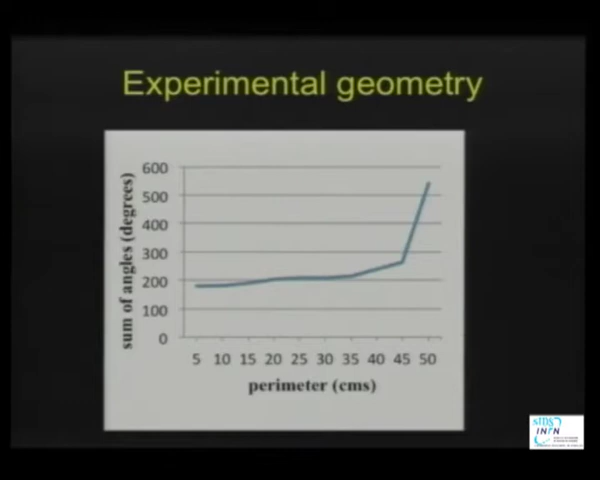 Experimental geometry
600
500
400
300
200
100
0
sum of angles (degrees)
5 10 15 20 25 30 35 40 45 50
perimeter (cms)
INFN